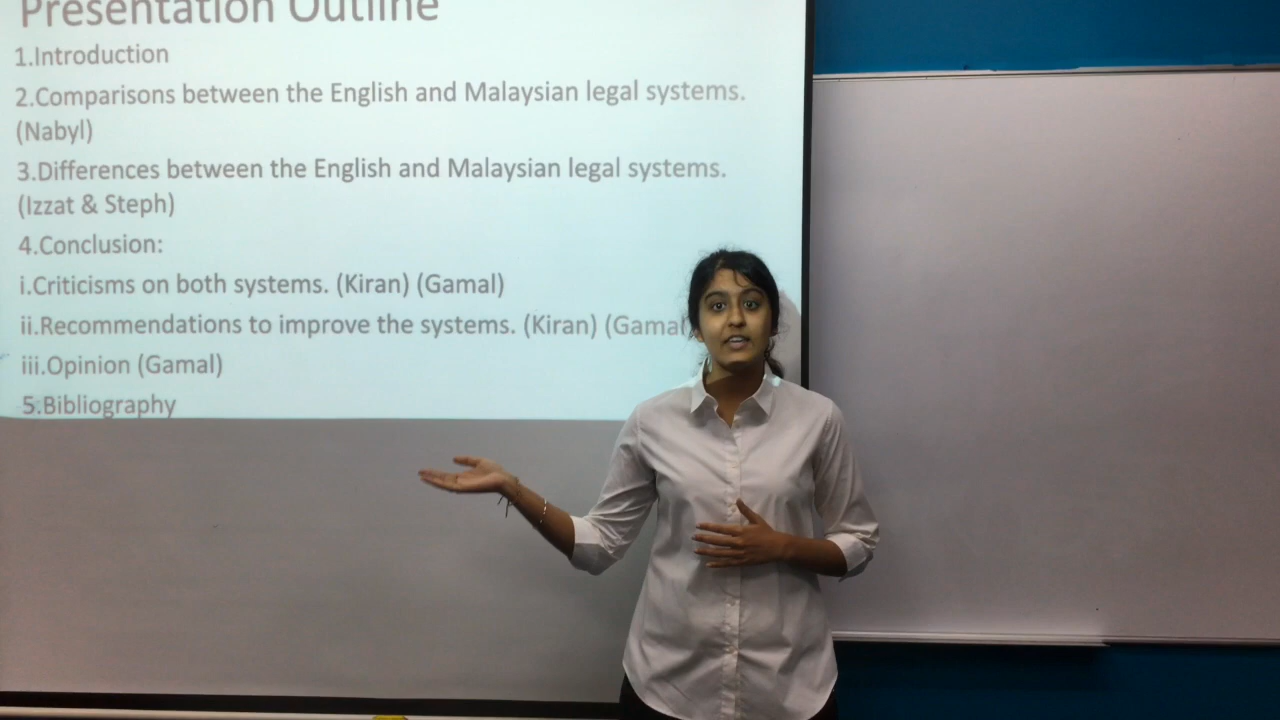 Presentation Outline
1.Introduction
2.Comparisons between the English and Malaysian legal systems.
(Nabyl)
3.Differences between the English and Malaysian legal systems.
(Izzat & Steph)
4.Conclusion:
i.Criticisms on both systems. (Kiran) (Gamal)
ii.Recommendations to improve the systems. (Kiran) (Gamal
iii.Opinion (Gamal)
5.Bibliography